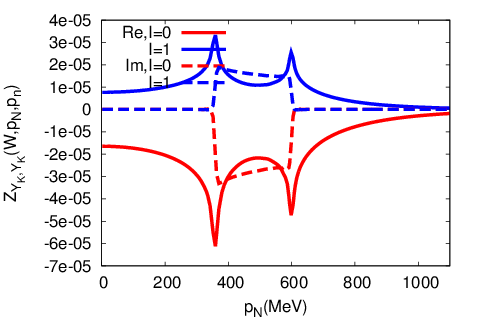 4e-05
3e-05
2e-05
1e-05
0
-1e-05
-2e-05
-3e-05
-4e-05
-5e-05
-6e-05
-7e-05
Re,I=0
I=1
Im,I=0
I=1
Z_{Y_K,Y_K}(W,p_N,p_n)
0 200 400 600 800 1000
p_N(MeV)